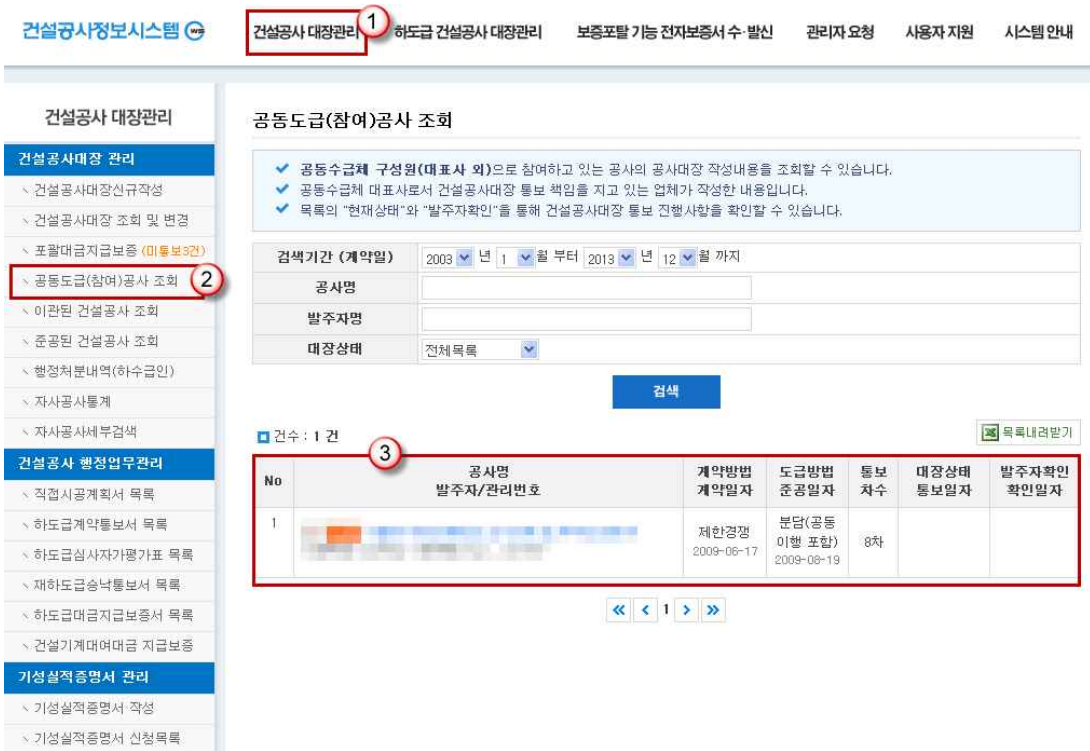 건설공사정보시스템 WS
건설공사 대장관리 ① 하도급 건설공사 대장관리 보증포탈 기능 전자보증서 수·발신 관리자 요청 사용자 지원 시스템 안내
건설공사 대장관리
건설공사대장 관리
건설공사대장신규작성
건설공사대장 조회 및 변경
포괄대금지급보증 (미통보3건)
공동도급(참여)공사 조회 ②
이관된 건설공사 조회
준공된 건설공사 조회
행정처분내역(하수급인)
자사공사통계
자사공사세부검색
건설공사 행정업무관리
직접시공계획서 목록
하도급계약통보서 목록
하도급심사자가평가표 목록
재하도급승낙통보서 목록
하도급대금지급보증서 목록
건설기계대여대금 지급보증
기성실적증명서 관리
기성실적증명서 작성
기성실적증명서 신청목록
공동도급(참여)공사 조회
공동수급체 구성원(대표사 외)으로 참여하고 있는 공사의 공사대장 작성내용을 조회할 수 있습니다.
공동수급체 대표사로서 건설공사대장 통보 책임을 지고 있는 업체가 작성한 내용입니다.
목록의 "현재상태"와 "발주자확인"을 통해 건설공사대장 통보 진행사항을 확인할 수 있습니다.
검색기간 (계약일) 2003 년 1 월 부터 2013 년 12 월 까지
공사명
발주자명
대장상태 전체목록
검색
건수 : 1 건
목록내려받기
③
No 공사명 계약방법 도급방법 통보 대장상태 발주자확인
발주자/관리번호 계약일자 준공일자 차수 통보일자 확인일자
1 제한경쟁 분담(공동 8차
2009-06-17 이행 포함)
2009-08-19
« < 1 > »